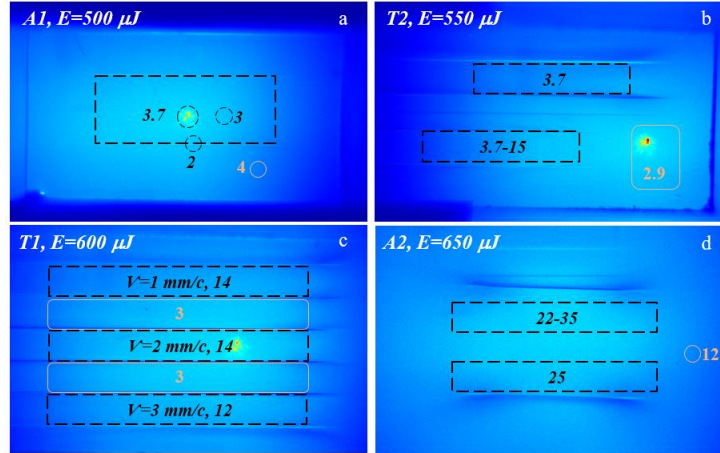 A1, E=500 μJ
a
3.7
3
2
4
T2, E=550 μJ
b
3.7
3.7-15
2.9
T1, E=600 μJ
c
V=1 mm/c, 14
3
V=2 mm/c, 14
3
V=3 mm/c, 12
A2, E=650 μJ
d
22-35
12
25